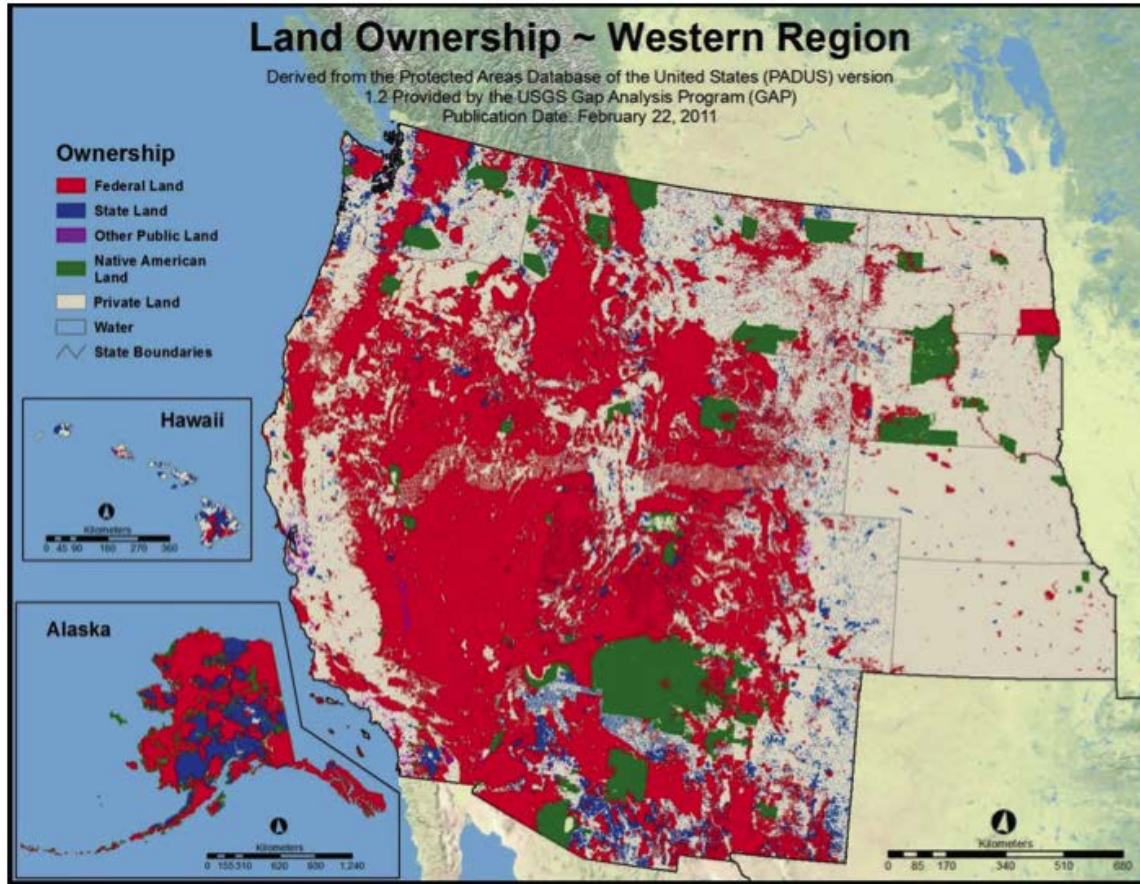 Land Ownership ~ Western Region
Derived from the Protected Areas Database of the United States (PADUS) version
1.2 Provided by the USGS Gap Analysis Program (GAP)
Publication Date: February 22, 2011
Ownership
Federal Land
State Land
Other Public Land
Native American
Land
Private Land
Water
State Boundaries
Hawaii
Kilometers
0 45 90 180 270 360
Alaska
Kilometers
0 155 310 620 930 1,240
Kilometers
0 85 170 340 510 680